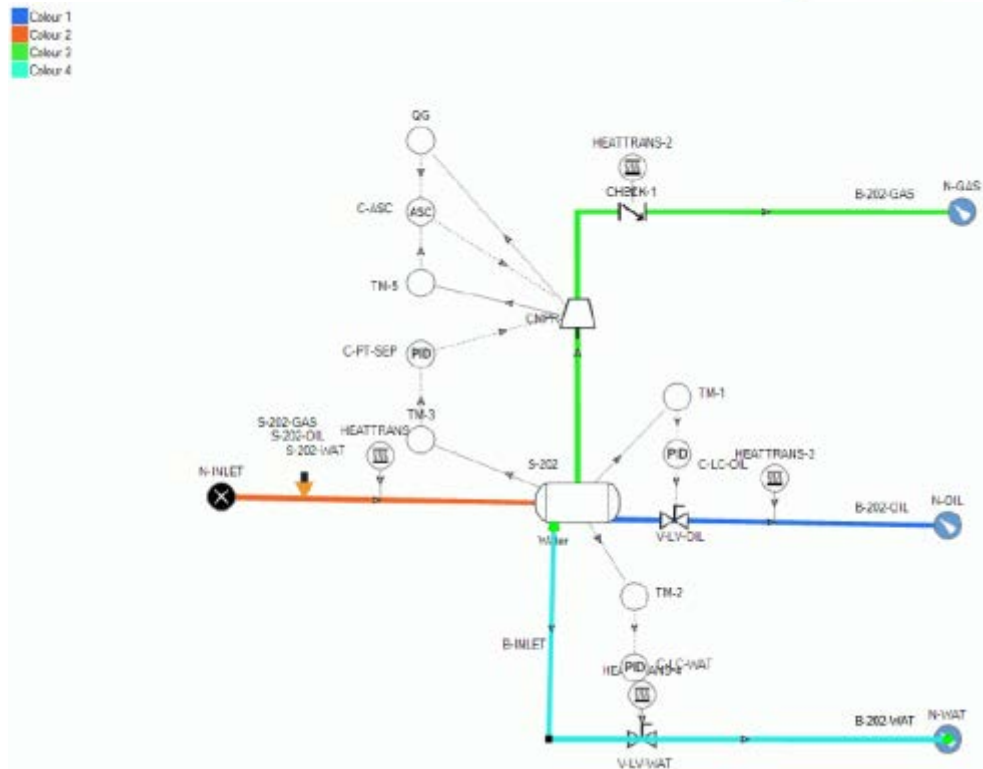 Colour 1
Colour 2
Colour 3
Colour 4
QG
HEATTRANS-2
CHECK-1
B-202-GAS
N-GAS
C-ASC
ASC
TM-5
CMPR
C-PT-SEP
PID
TM-1
TM-3
S-202-GAS
S-202-OIL
S-202-WAT
HEATTRANS
S-202
PID
C-LC-OIL
HEATTRANS-2
N-INLET
B-202-OIL
N-OIL
Water
V-LV-OIL
TM-2
B-INLET
PID
C-LC-WAT
B-202-WAT
N-WAT
V-LV-WAT